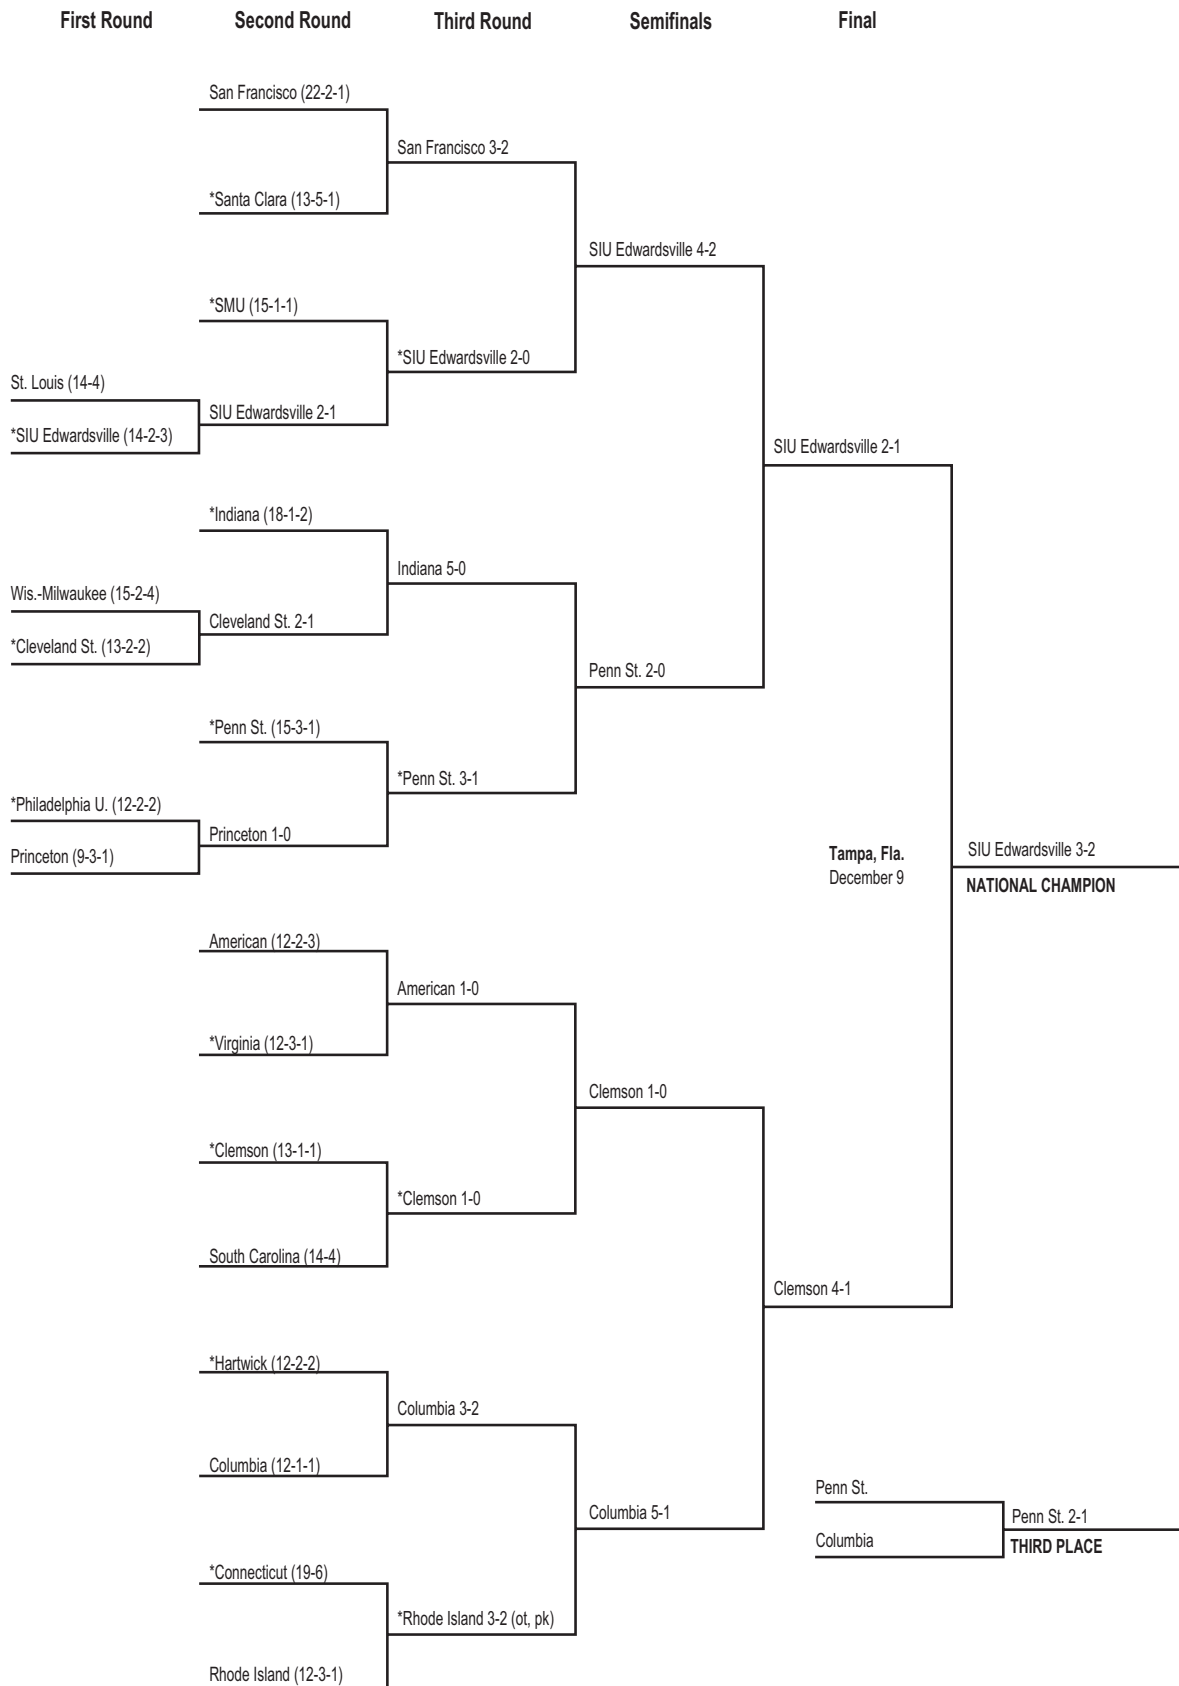 First Round Second Round Third Round Semifinals Final
San Francisco (22-2-1)
San Francisco 3-2
*Santa Clara (13-5-1)
SIU Edwardsville 4-2
*SMU (15-1-1)
*SIU Edwardsville 2-0
St. Louis (14-4)
SIU Edwardsville 2-1
*SIU Edwardsville (14-2-3)
SIU Edwardsville 2-1
*Indiana (18-1-2)
Indiana 5-0
Wis.-Milwaukee (15-2-4)
Cleveland St. 2-1
*Cleveland St. (13-2-2)
Penn St. 2-0
*Penn St. (15-3-1)
*Penn St. 3-1
*Philadelphia U. (12-2-2)
Princeton 1-0
Princeton (9-3-1)
Tampa, Fla.
December 9
SIU Edwardsville 3-2
NATIONAL CHAMPION
American (12-2-3)
American 1-0
*Virginia (12-3-1)
Clemson 1-0
*Clemson (13-1-1)
*Clemson 1-0
South Carolina (14-4)
Clemson 4-1
*Hartwick (12-2-2)
Columbia 3-2
Columbia (12-1-1)
Columbia 5-1
*Connecticut (19-6)
*Rhode Island 3-2 (ot, pk)
Rhode Island (12-3-1)
Penn St.
Penn St. 2-1
Columbia
THIRD PLACE